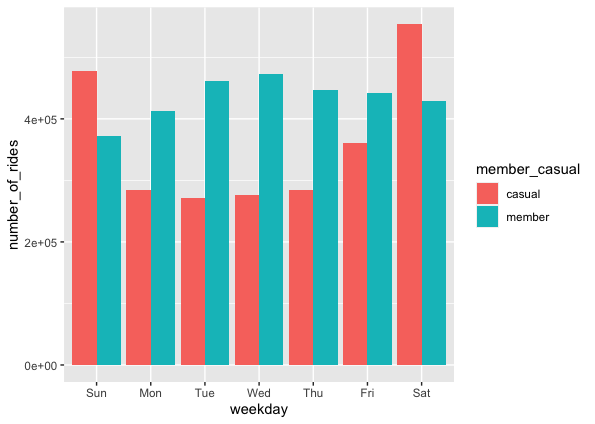 number_of_rides
4e+05
2e+05
0e+00
Sun Mon Tue Wed Thu Fri Sat
weekday
member_casual
casual
member